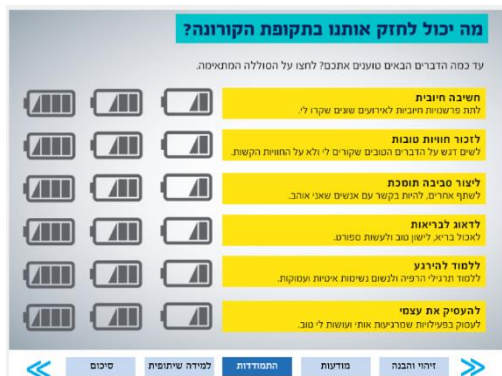 מה יכול לחזק אותנו בתקופת הקורונה?
עד כמה הדברים הבאים טוענים אתכם? לחצו על הסוללה המתאימה.
חשיבה חיובית
לתת פרשנויות חיוביות לאירועים שונים שקרו לי.
לזכור חוויות טובות
לשים דגש על הדברים הטובים שקורים לי ולא על החוויות הקשות.
ליצור סביבה תומכת
לשתף אחרים, להיות בקשר עם אנשים שאני אוהב.
לדאוג לבריאות
לאכול בריא, לישון טוב ולעשות ספורט.
ללמוד להירגע
ללמוד תרגילי הרפיה ולנשום נשימות איטיות ועמוקות.
להעסיק את עצמי
לעסוק בפעילויות שמרגיעות אותי ועושות לי טוב.
זיהוי והבנה
מודעות
התמודדות
למידה שיתופית
סיכום